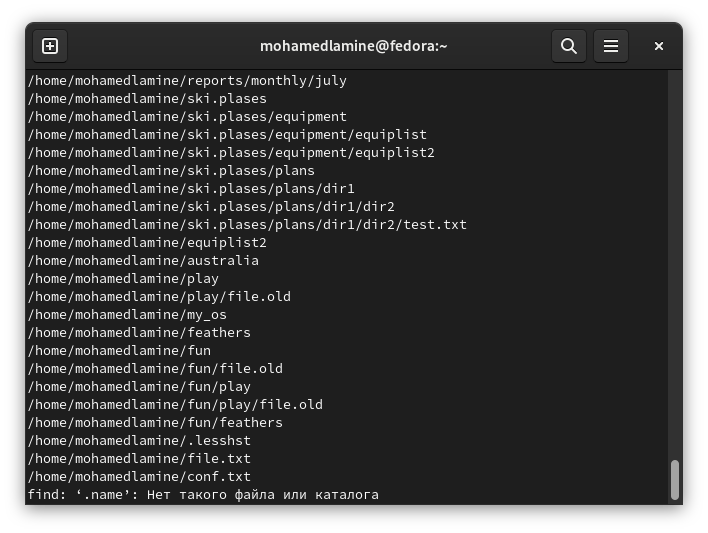 mohamedlamine@fedora:~
/home/mohamedlamine/reports/monthly/july
/home/mohamedlamine/ski.plases
/home/mohamedlamine/ski.plases/equipment
/home/mohamedlamine/ski.plases/equipment/equiplist
/home/mohamedlamine/ski.plases/equipment/equiplist2
/home/mohamedlamine/ski.plases/plans
/home/mohamedlamine/ski.plases/plans/dir1
/home/mohamedlamine/ski.plases/plans/dir1/dir2
/home/mohamedlamine/ski.plases/plans/dir1/dir2/test.txt
/home/mohamedlamine/equiplist2
/home/mohamedlamine/australia
/home/mohamedlamine/play
/home/mohamedlamine/play/file.old
/home/mohamedlamine/my_os
/home/mohamedlamine/feathers
/home/mohamedlamine/fun
/home/mohamedlamine/fun/file.old
/home/mohamedlamine/fun/play
/home/mohamedlamine/fun/play/file.old
/home/mohamedlamine/fun/feathers
/home/mohamedlamine/.lesshst
/home/mohamedlamine/file.txt
/home/mohamedlamine/conf.txt
find: ‘.name’: Нет такого файла или каталога